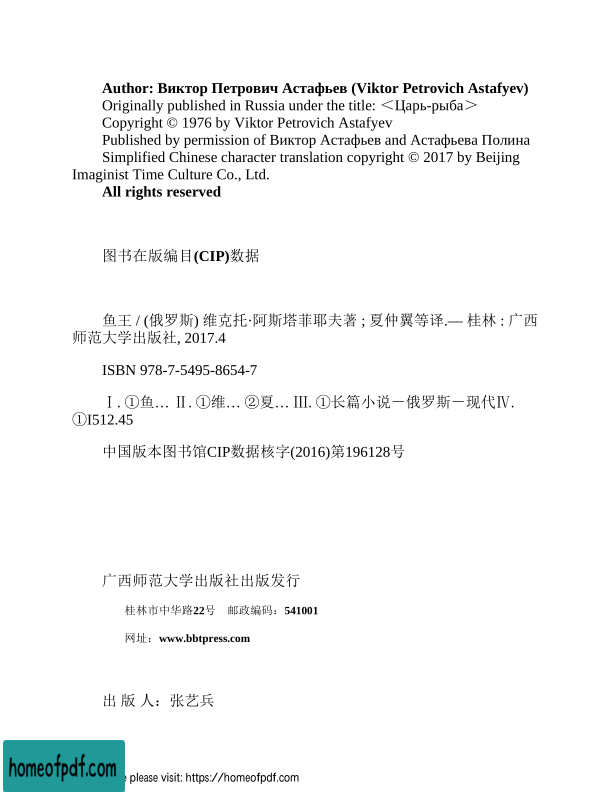 Author: Виктор Петрович Астафьев (Viktor Petrovich Astafyev)
Originally published in Russia under the title: ＜Царь-рыба＞
Copyright © 1976 by Viktor Petrovich Astafyev
Published by permission of Виктор Астафьев and Астафьева Полина
Simplified Chinese character translation copyright © 2017 by Beijing
Imaginist Time Culture Co., Ltd.
All rights reserved
图书在版编目(CIP)数据
鱼王 / (俄罗斯) 维克托·阿斯塔菲耶夫著 ; 夏仲翼等译.— 桂林 : 广西
师范大学出版社, 2017.4
ISBN 978-7-5495-8654-7
Ⅰ. ①鱼… Ⅱ. ①维… ②夏… Ⅲ. ①长篇小说－俄罗斯－现代Ⅳ.
①I512.45
中国版本图书馆CIP数据核字(2016)第196128号
广西师范大学出版社出版发行
桂林市中华路22号　邮政编码：541001
网址：www.bbtpress.com
出 版 人：张艺兵
homeofpdf.com
please visit: https://homeofpdf.com